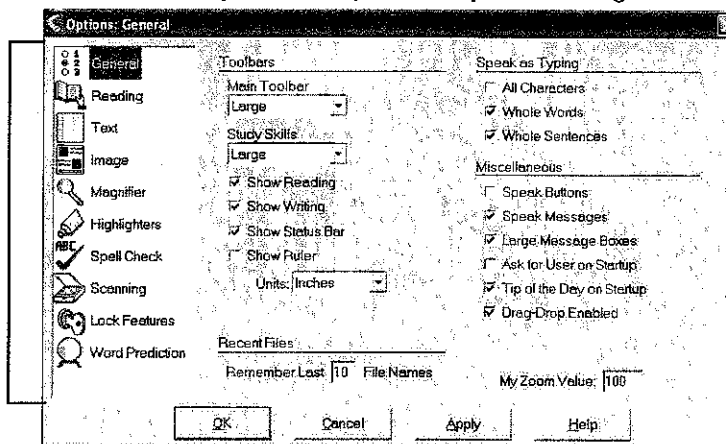 Options: General
General
Reading
Text
Image
Magnifier
Highlighters
ABC
Spell Check
Scanning
Lock Features
Word Prediction
Toolbars
Main Toolbar
Large
Study Skills
Large
Show Reading
Show Writing
Show Status Bar
Show Ruler
Units: Inches
Recent Files
Remember Last 10 File Names
Speak as Typing
All Characters
Whole Words
Whole Sentences
Miscellaneous
Speak Buttons
Speak Messages
Large Message Boxes
Ask for User on Startup
Tip of the Day on Startup
Drag-Drop Enabled
My Zoom Value: 100
OK Cancel Apply Help